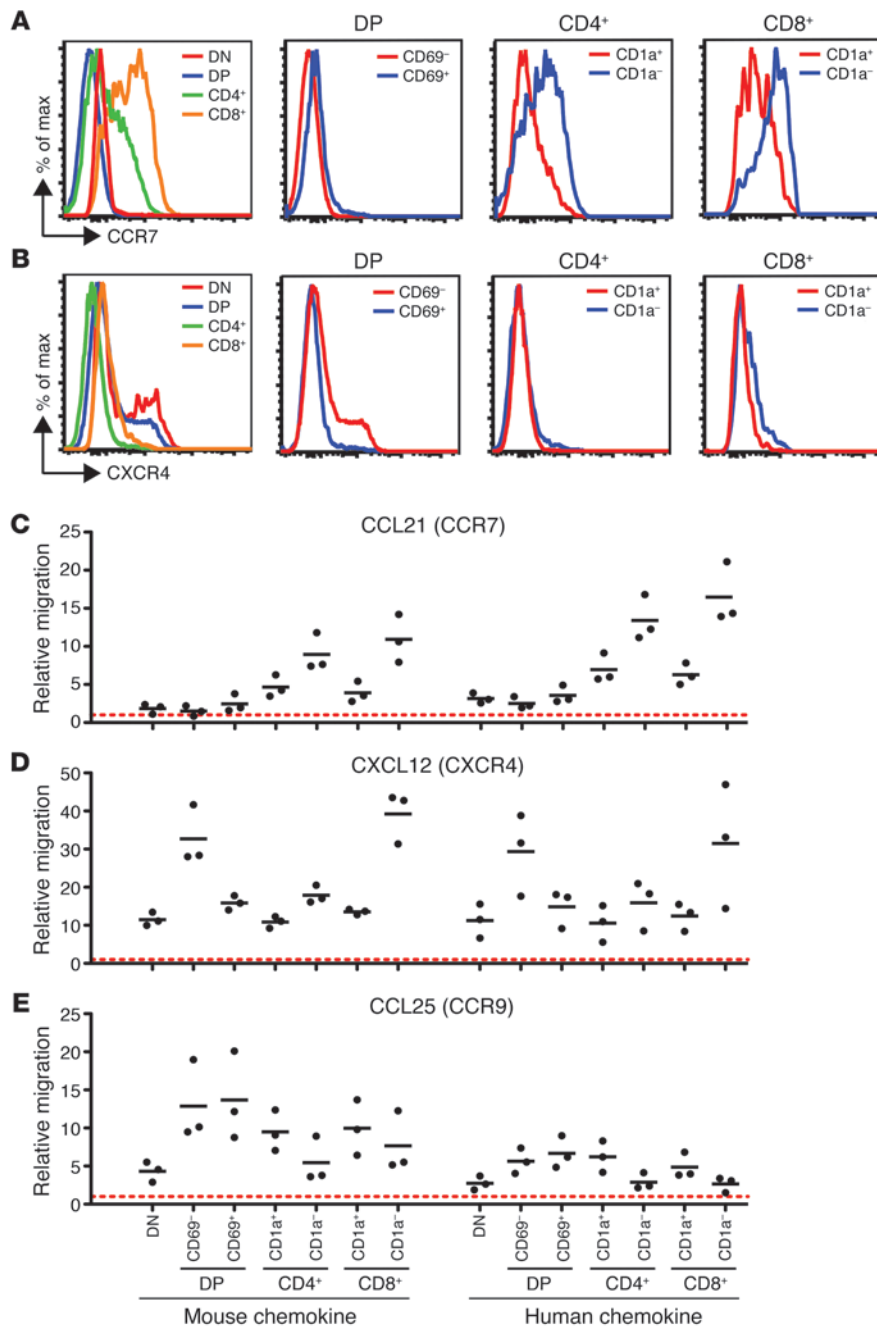 A
DP
CD4⁺
CD8⁺
DN
DP
CD4⁺
CD8⁺
CD69⁻
CD69⁺
CD1a⁺
CD1a⁻
CD1a⁺
CD1a⁻
% of max
CCR7
B
DP
CD4⁺
CD8⁺
DN
DP
CD4⁺
CD8⁺
CD69⁻
CD69⁺
CD1a⁺
CD1a⁻
CD1a⁺
CD1a⁻
% of max
CXCR4
C
CCL21 (CCR7)
Relative migration
25
20
15
10
5
0
D
CXCL12 (CXCR4)
Relative migration
50
40
30
20
10
0
E
CCL25 (CCR9)
Relative migration
25
20
15
10
5
0
DN
CD69⁻
CD69⁺
CD1a⁺
CD1a⁻
CD1a⁺
CD1a⁻
DN
CD69⁻
CD69⁺
CD1a⁺
CD1a⁻
CD1a⁺
CD1a⁻
DP
CD4⁺
CD8⁺
DP
CD4⁺
CD8⁺
Mouse chemokine
Human chemokine